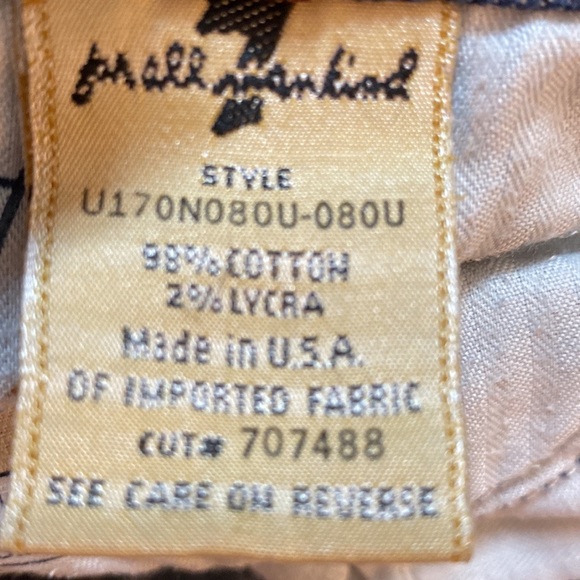 7
for all mankind
STYLE
U170N080U-080U
98% COTTON
2% LYCRA
Made in U.S.A.
OF IMPORTED FABRIC
CUT# 707488
SEE CARE ON REVERSE